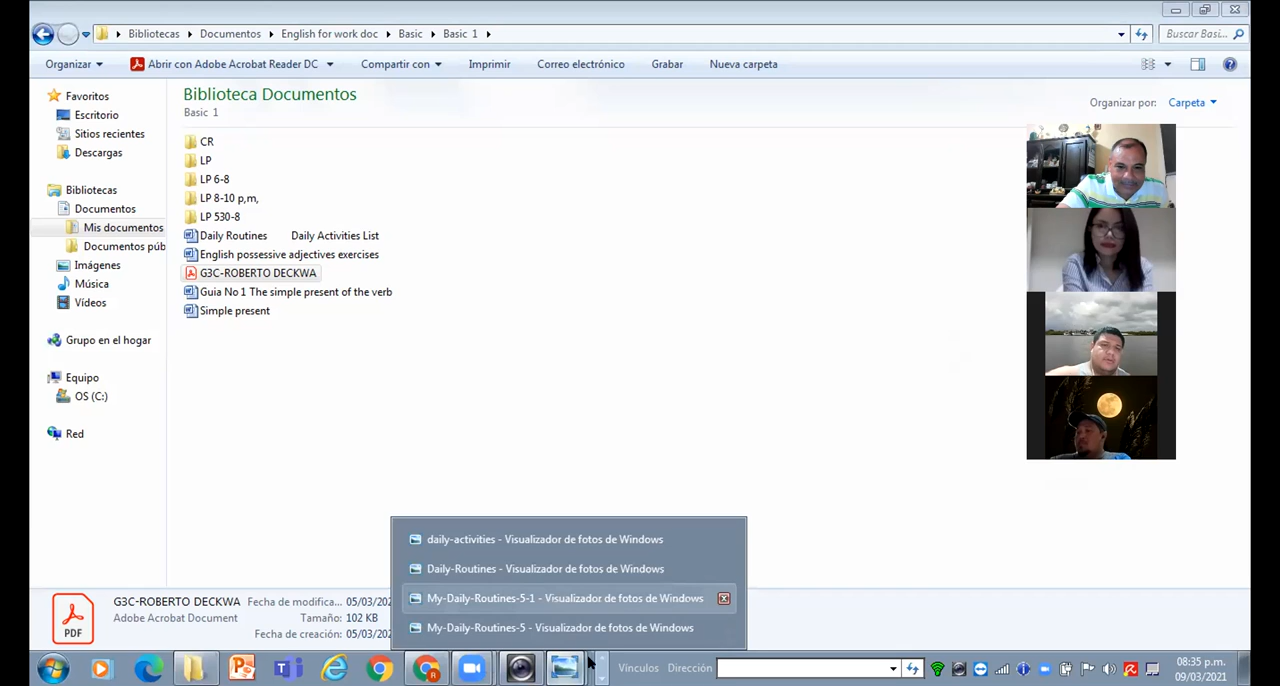 Bibliotecas Documentos English for work doc Basic Basic 1
Buscar Basi...
Organizar Abrir con Adobe Acrobat Reader DC Compartir con Imprimir Correo electrónico Grabar Nueva carpeta
Favoritos
Escritorio
Sitios recientes
Descargas
Bibliotecas
Documentos
Mis documentos
Documentos púb
Imágenes
Música
Vídeos
Grupo en el hogar
Equipo
OS (C:)
Red
Biblioteca Documentos
Basic 1
Organizar por: Carpeta
CR
LP
LP 6-8
LP 8-10 p,m,
LP 530-8
Daily Routines Daily Activities List
English possessive adjectives exercises
G3C-ROBERTO DECKWA
Guia No 1 The simple present of the verb
Simple present
daily-activities - Visualizador de fotos de Windows
Daily-Routines - Visualizador de fotos de Windows
My-Daily-Routines-5-1 - Visualizador de fotos de Windows
My-Daily-Routines-5 - Visualizador de fotos de Windows
PDF
G3C-ROBERTO DECKWA Fecha de modifica... 05/03/202
Adobe Acrobat Document Tamaño: 102 KB
Fecha de creación: 05/03/202
Vínculos Dirección
08:35 p.m.
09/03/2021